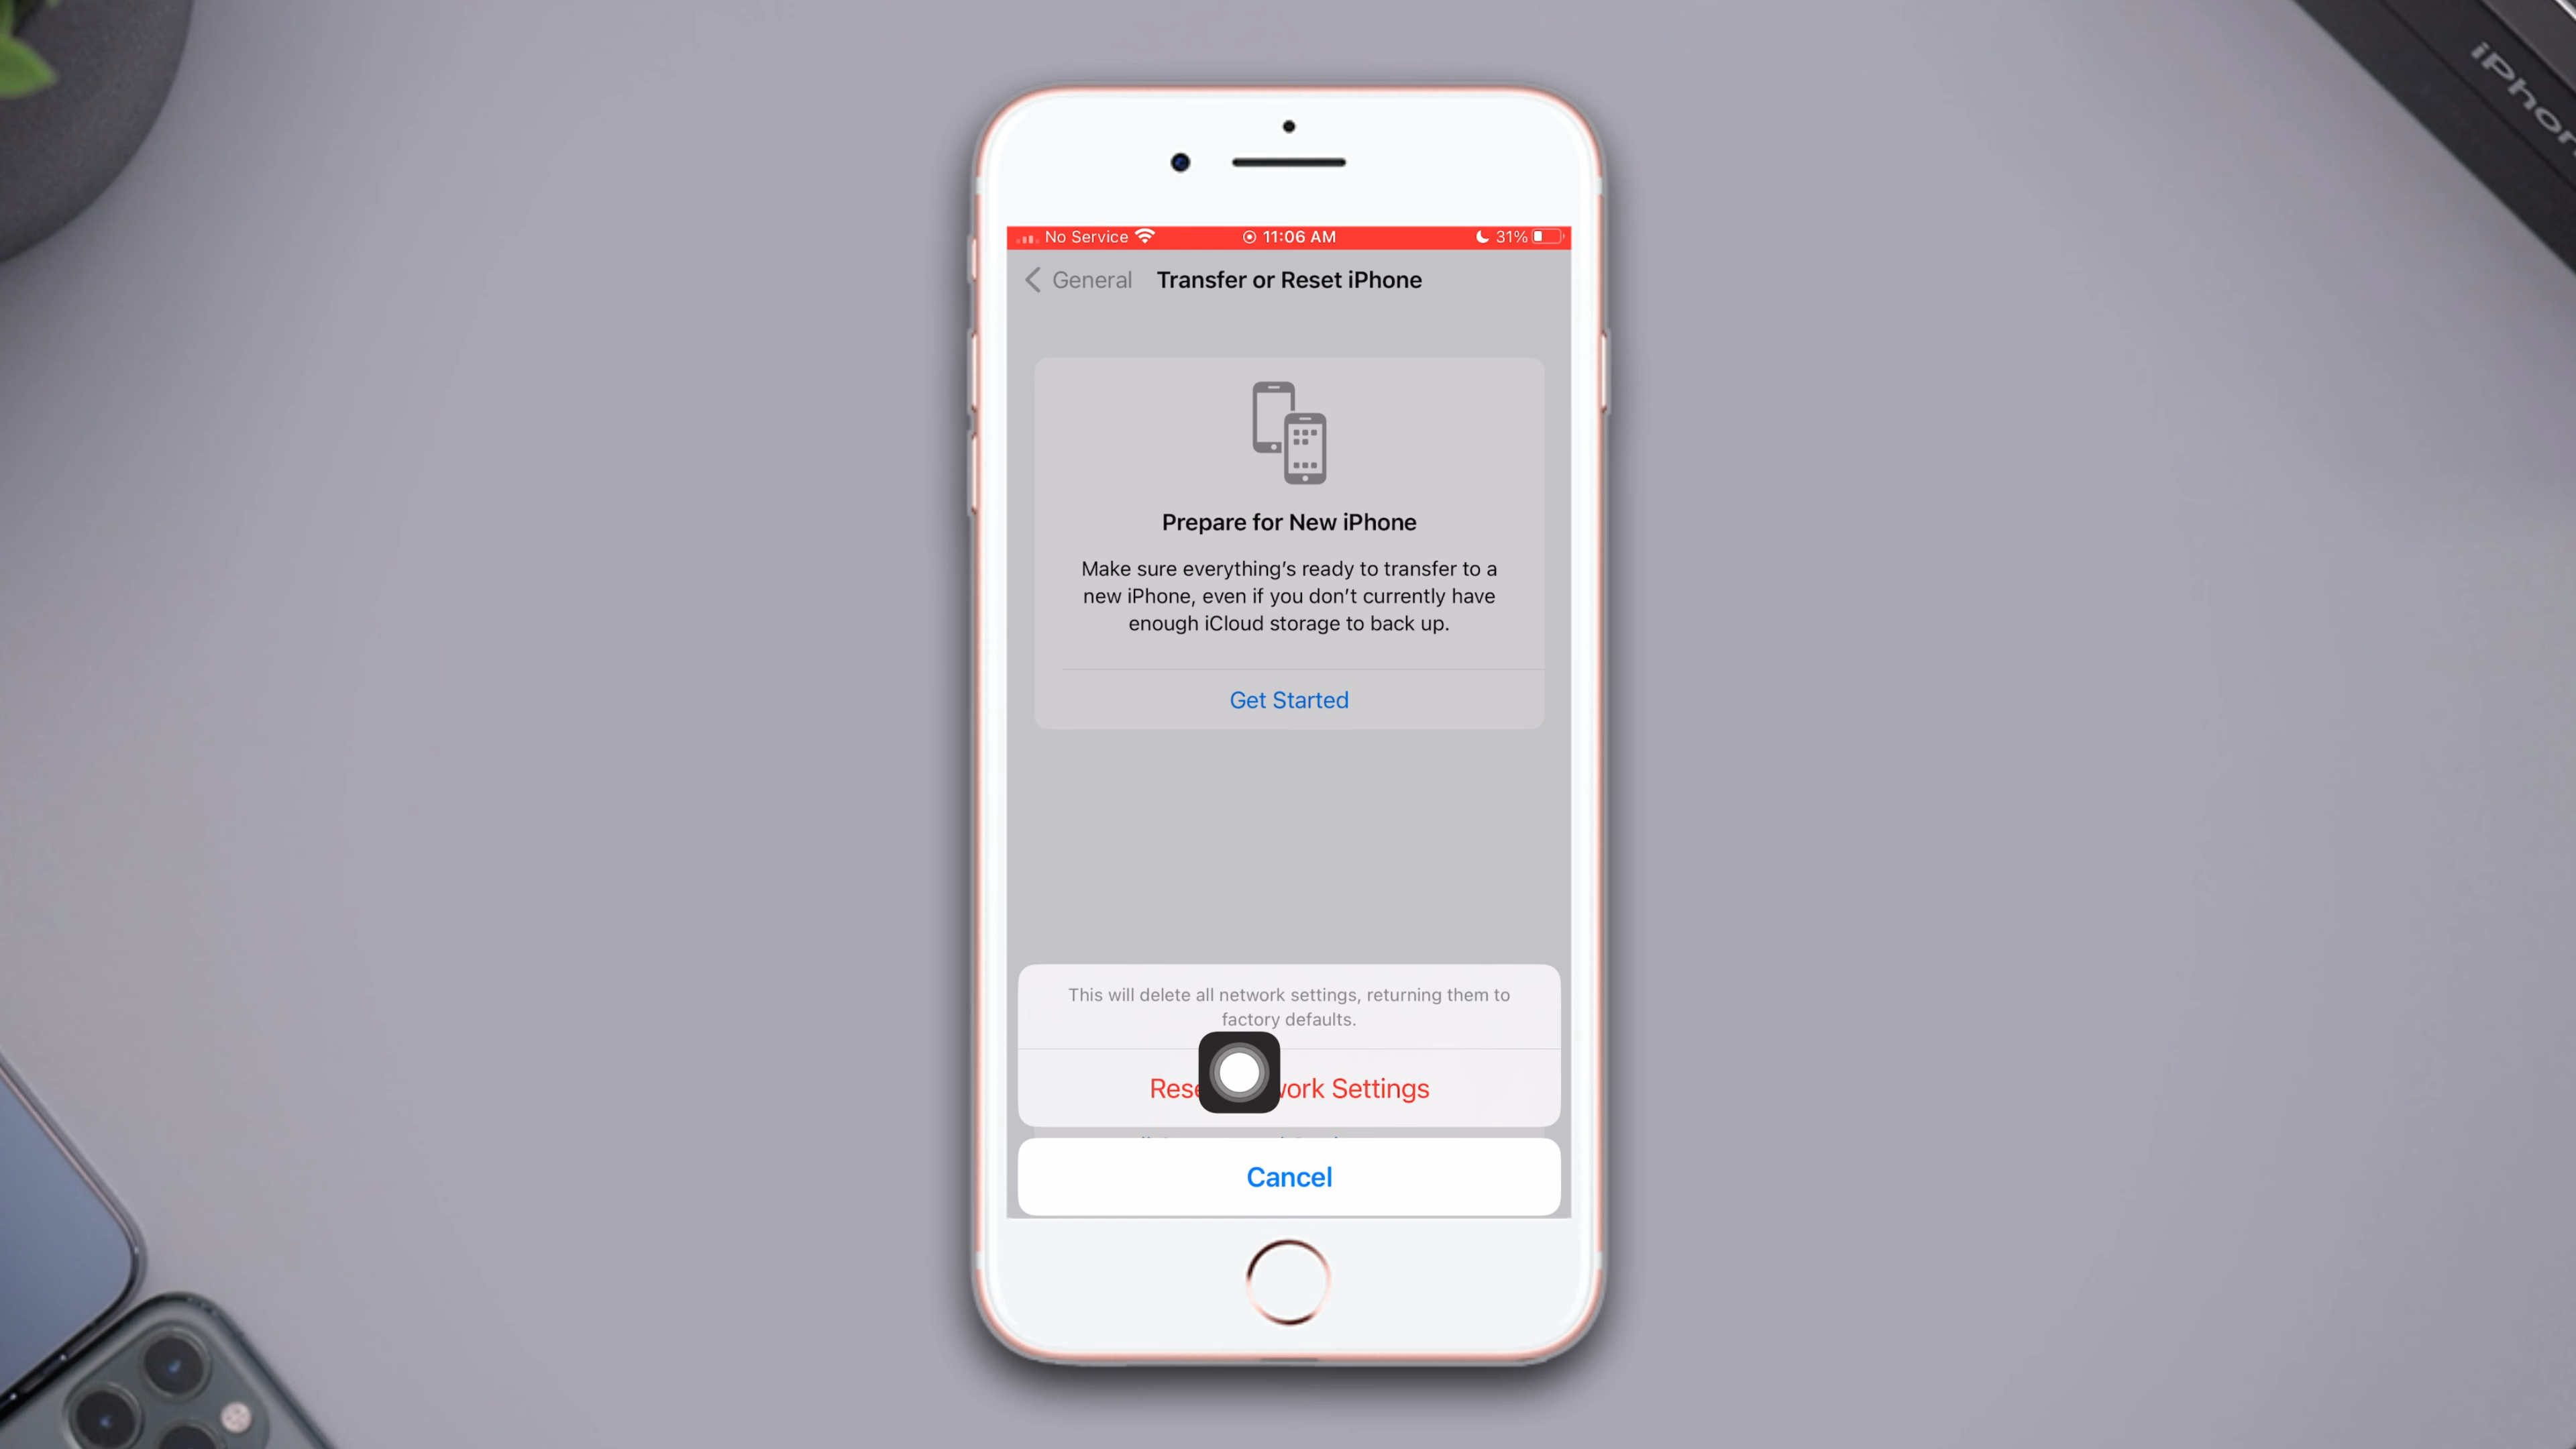 iPhon
No Service 11:06 AM 31%
General Transfer or Reset iPhone
Prepare for New iPhone
Make sure everything's ready to transfer to a
new iPhone, even if you don't currently have
enough iCloud storage to back up.
Get Started
This will delete all network settings, returning them to
factory defaults.
Rese work Settings
Cancel